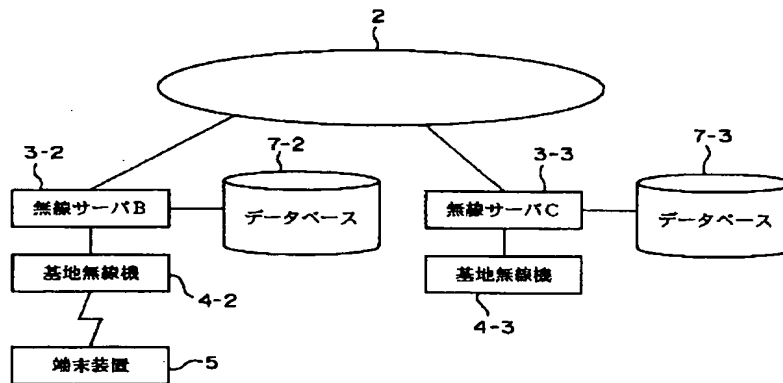 2
3-2
7-2
3-3
7-3
無線サーバB
データベース
無線サーバC
データベース
基地無線機
4-2
基地無線機
4-3
端末装置
5